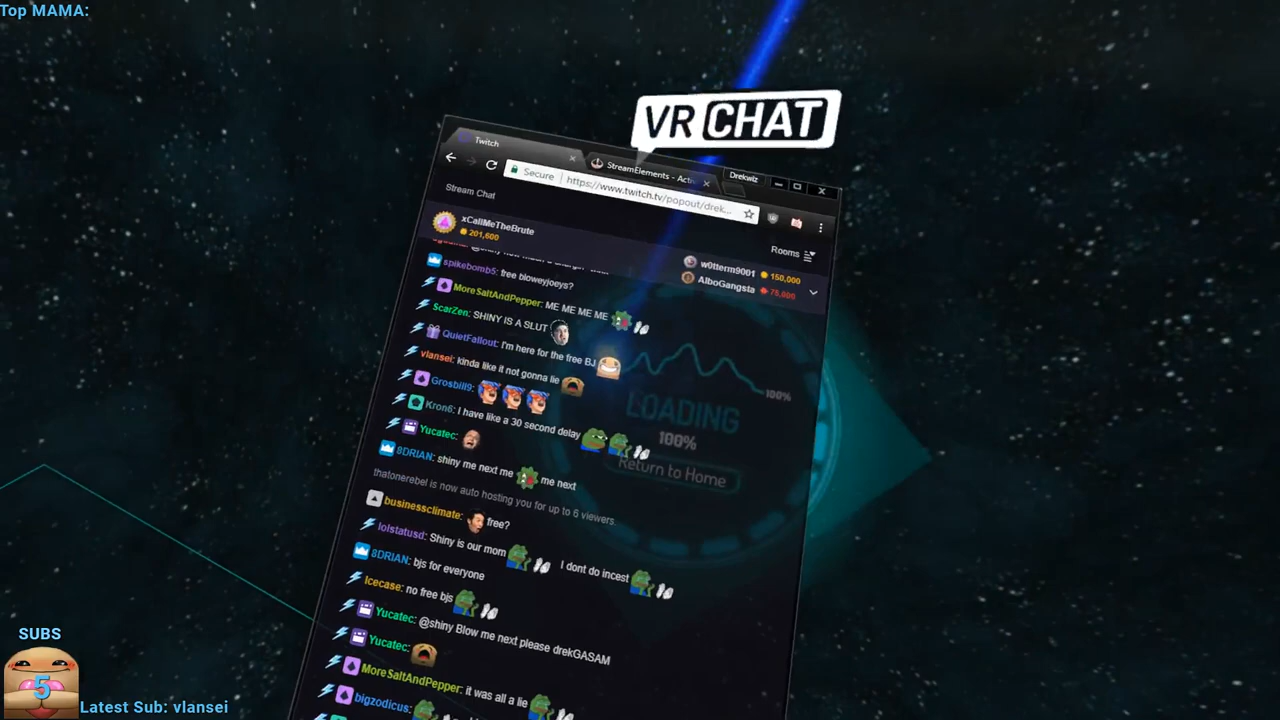 Top MAMA:
VRCHAT
Twitch
StreamElements - Activ
Drekwiz
Secure
https://www.twitch.tv/popout/drek...
Stream Chat
xCallMeTheBrute
201,600
Rooms
w0tterm9001 150,000
AlboGangsta 75,000
spikebomb5: free bloweyjoeys?
MoreSaltAndPepper: ME ME ME ME
ScarZen: SHINY IS A SLUT
QuietFallout: I'm here for the free BJ
vlansei: kinda like it not gonna lie
Grosbill9:
Kron6: I have like a 30 second delay
Yucatec:
8DRIAN: shiny me next me me next
thatonerebel is now auto hosting you for up to 6 viewers.
businessclimate: free?
lolstatusd: Shiny is our mom I dont do incest
8DRIAN: bjs for everyone
Icecase: no free bjs
Yucatec: @shiny Blow me next please drekGASAM
Yucatec:
MoreSaltAndPepper: it was all a lie
bigzodicus:
100%
LOADING
100%
Return to Home
SUBS
5
Latest Sub: vlansei